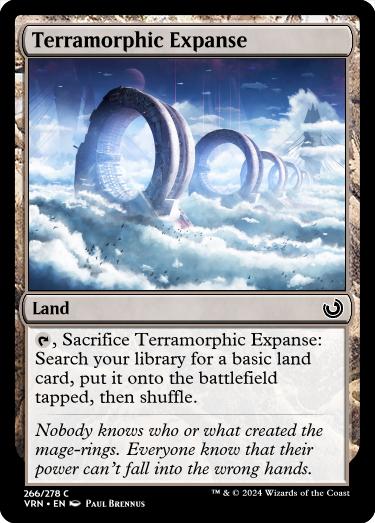 Terramorphic Expanse
Land
, Sacrifice Terramorphic Expanse:
Search your library for a basic land
card, put it onto the battlefield
tapped, then shuffle.
Nobody knows who or what created the
mage-rings. Everyone know that their
power can't fall into the wrong hands.
266/278 C
VRN • EN PAUL BRENNUS
™ & © 2024 Wizards of the Coast